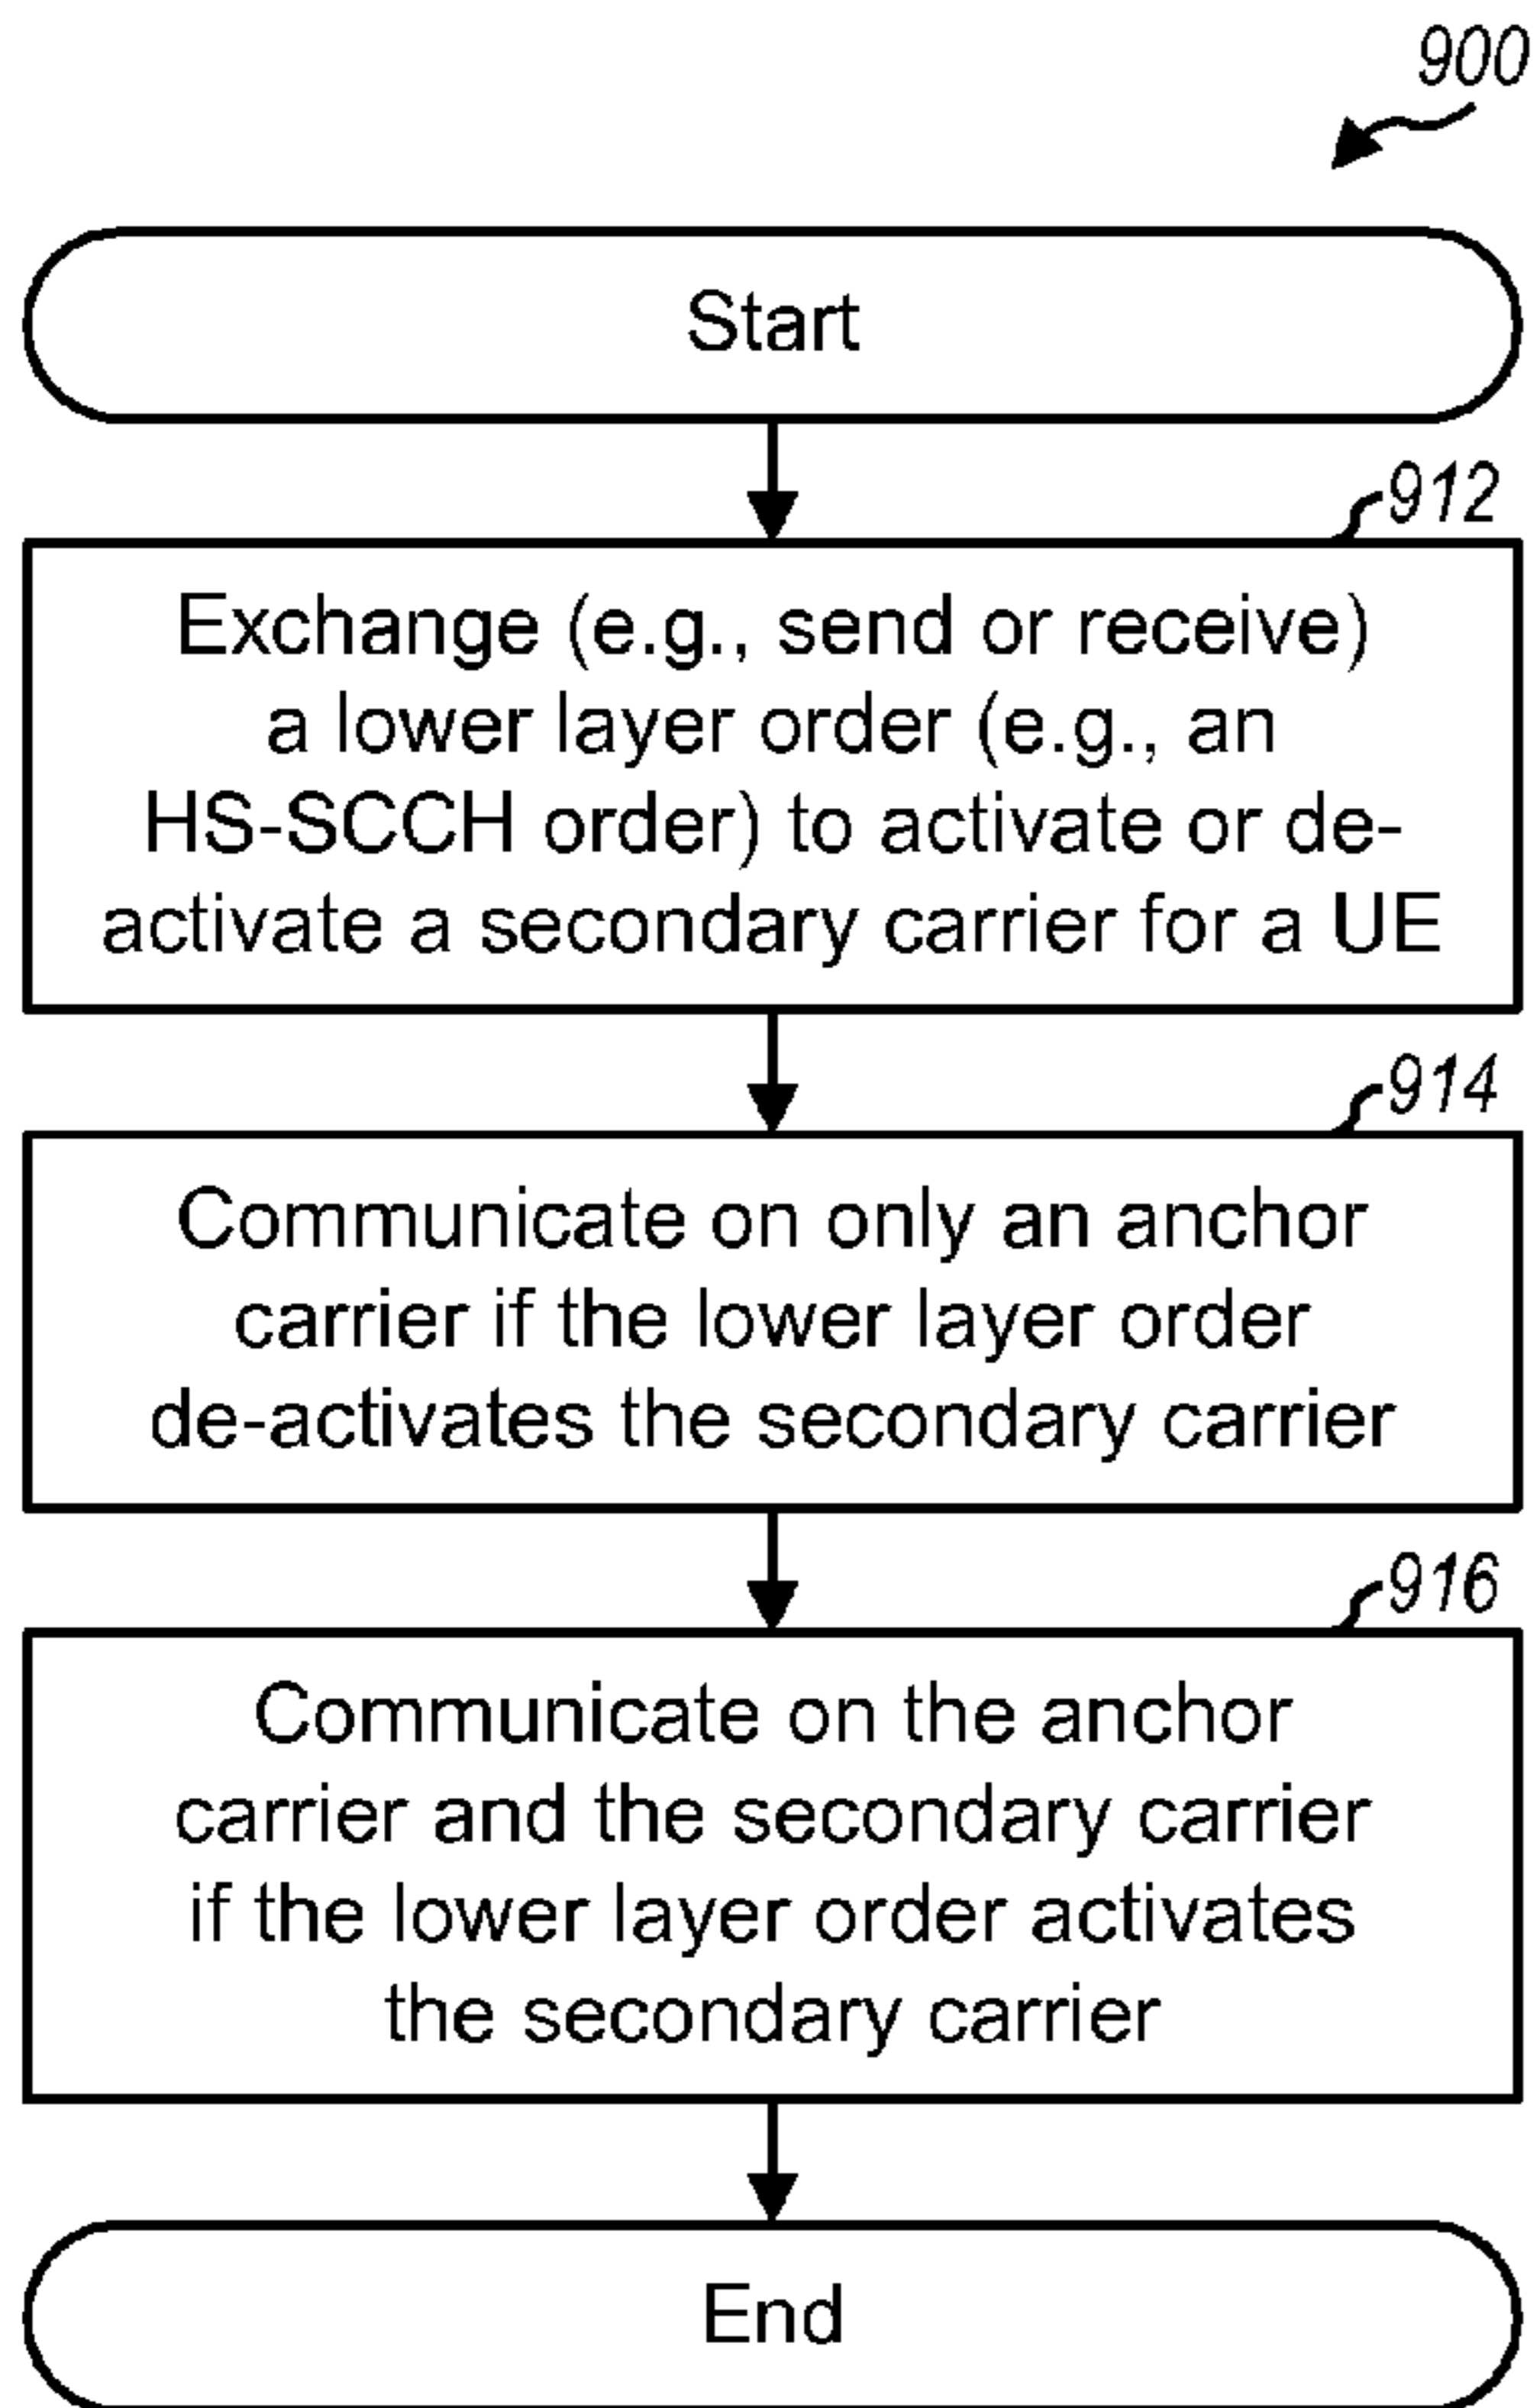 900
Start
912
Exchange (e.g., send or receive)
a lower layer order (e.g., an
HS-SCCH order) to activate or de-
activate a secondary carrier for a UE
914
Communicate on only an anchor
carrier if the lower layer order
de-activates the secondary carrier
916
Communicate on the anchor
carrier and the secondary carrier
if the lower layer order activates
the secondary carrier
End